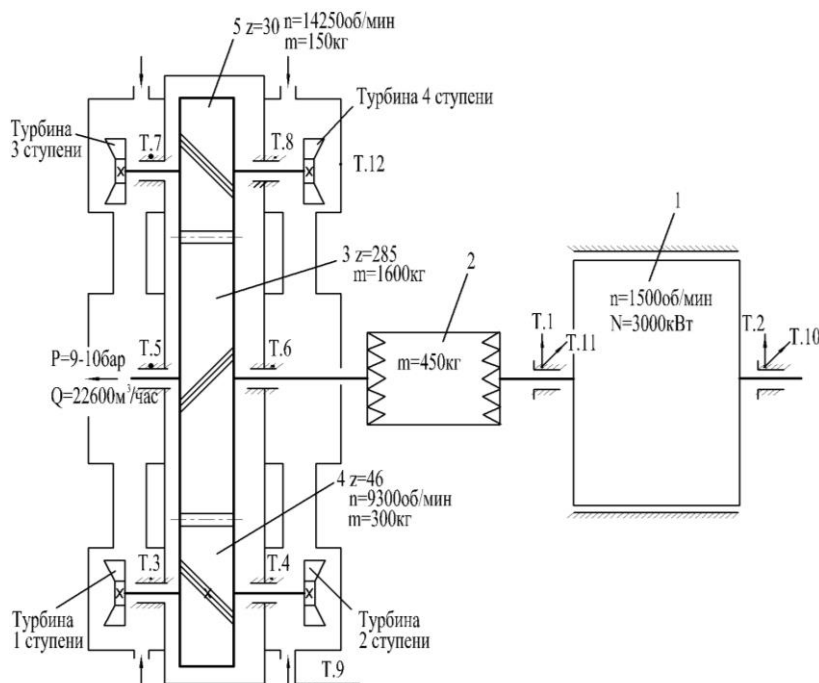 5 z=30 n=14250об/мин
m=150кг
Турбина 4 ступени
Турбина
3 ступени
Т.7
Т.8
Т.12
1
3 z=285
m=1600кг
2
n=1500об/мин
N=3000кВт
Т.1
Т.11
Т.2
Т.10
P=9-10бар
Q=22600м³/час
Т.5
Т.6
m=450кг
4 z=46
n=9300об/мин
m=300кг
Т.3
Т.4
Турбина
1 ступени
Турбина
2 ступени
Т.9